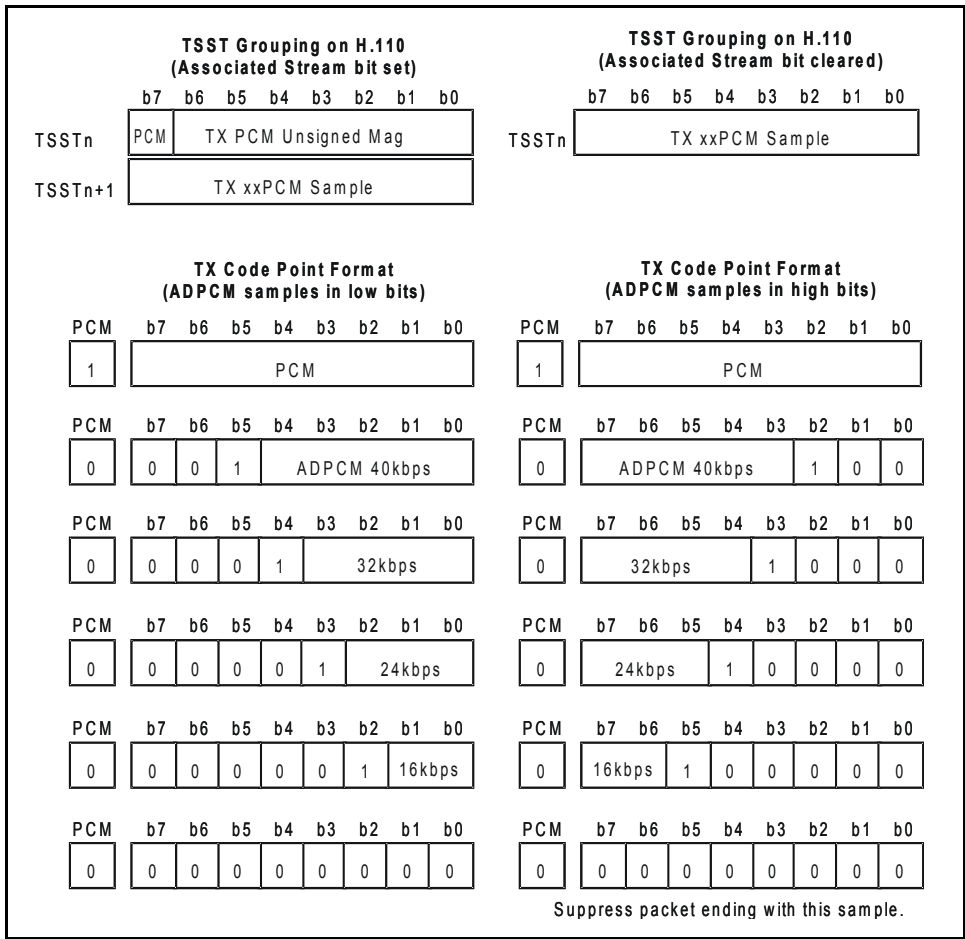 TSST Grouping on H.110
(Associated Stream bit set)
b7 b6 b5 b4 b3 b2 b1 b0
TSSTn PCM TX PCM Unsigned Mag
TSSTn+1 TX xxPCM Sample
TSST Grouping on H.110
(Associated Stream bit cleared)
b7 b6 b5 b4 b3 b2 b1 b0
TSSTn TX xxPCM Sample
TX Code Point Format
(ADPCM samples in low bits)
PCM b7 b6 b5 b4 b3 b2 b1 b0
1 PCM
PCM b7 b6 b5 b4 b3 b2 b1 b0
0 0 0 1 ADPCM 40kbps
PCM b7 b6 b5 b4 b3 b2 b1 b0
0 0 0 0 1 32kbps
PCM b7 b6 b5 b4 b3 b2 b1 b0
0 0 0 0 0 1 24kbps
PCM b7 b6 b5 b4 b3 b2 b1 b0
0 0 0 0 0 0 1 16kbps
PCM b7 b6 b5 b4 b3 b2 b1 b0
0 0 0 0 0 0 0 0 0
TX Code Point Format
(ADPCM samples in high bits)
PCM b7 b6 b5 b4 b3 b2 b1 b0
1 PCM
PCM b7 b6 b5 b4 b3 b2 b1 b0
0 ADPCM 40kbps 1 0 0
PCM b7 b6 b5 b4 b3 b2 b1 b0
0 32kbps 1 0 0 0
PCM b7 b6 b5 b4 b3 b2 b1 b0
0 24kbps 1 0 0 0 0
PCM b7 b6 b5 b4 b3 b2 b1 b0
0 16kbps 1 0 0 0 0 0
PCM b7 b6 b5 b4 b3 b2 b1 b0
0 0 0 0 0 0 0 0 0
Suppress packet ending with this sample.